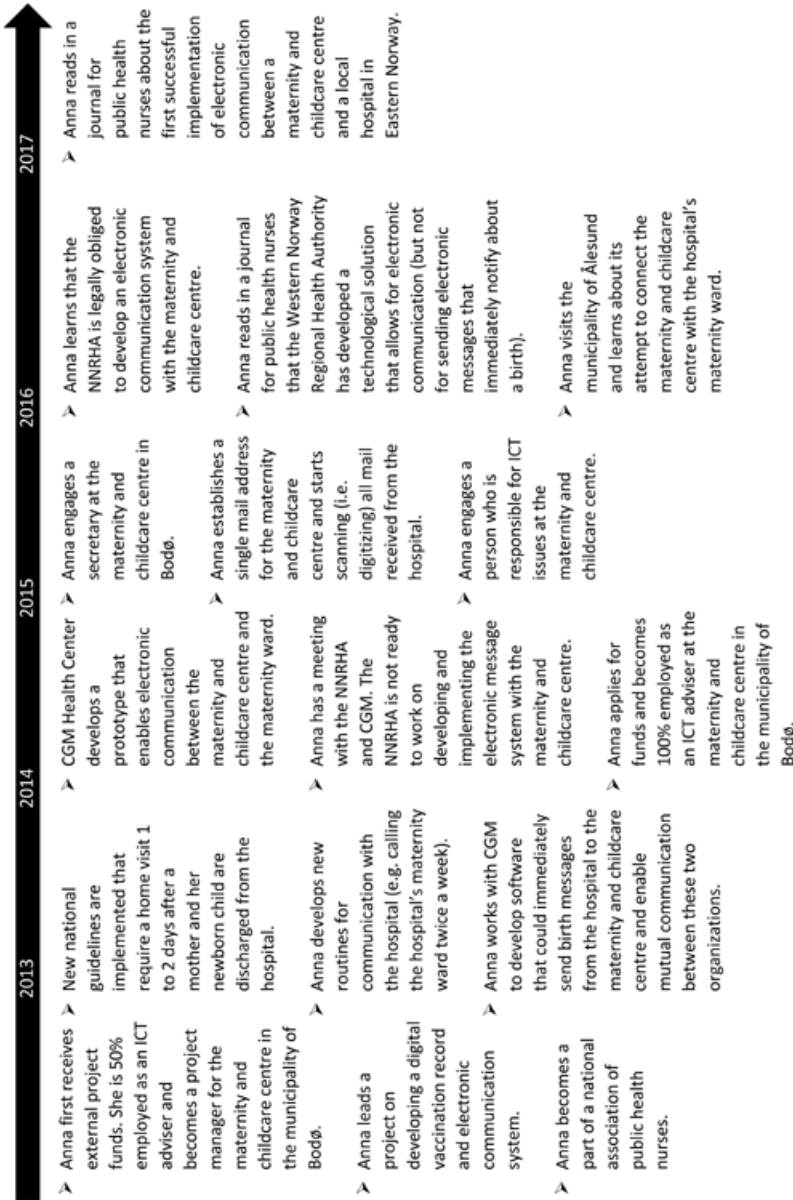 2013
2014
2015
2016
2017
➢ Anna first receives
external project
funds. She is 50%
employed as an ICT
adviser and
becomes a project
manager for the
maternity and
childcare centre in
the municipality of
Bodø.
➢ Anna leads a
project on
developing a digital
vaccination record
and electronic
communication
system.
➢ Anna becomes a
part of a national
association of
public health
nurses.
➢ New national
guidelines are
implemented that
require a home visit 1
to 2 days after a
mother and her
newborn child are
discharged from the
hospital.
➢ Anna develops new
routines for
communication with
the hospital (e.g. calling
the hospital's maternity
ward twice a week).
➢ Anna works with CGM
to develop software
that could immediately
send birth messages
from the hospital to the
maternity and childcare
centre and enable
mutual communication
between these two
organizations.
➢ CGM Health Center
develops a
prototype that
enables electronic
communication
between the
maternity and
childcare centre and
the maternity ward.
➢ Anna has a meeting
with the NNRHA
and CGM. The
NNRHA is not ready
to work on
developing and
implementing the
electronic message
system with the
maternity and
childcare centre.
➢ Anna applies for
funds and becomes
100% employed as
an ICT adviser at the
maternity and
childcare centre in
the municipality of
Bodø.
➢ Anna engages a
secretary at the
maternity and
childcare centre in
Bodø.
➢ Anna establishes a
single mail address
for the maternity
and childcare
centre and starts
scanning (i.e.
digitizing) all mail
received from the
hospital.
➢ Anna engages a
person who is
responsible for ICT
issues at the
maternity and
childcare centre.
➢ Anna learns that the
NNRHA is legally obliged
to develop an electronic
communication system
with the maternity and
childcare centre.
➢ Anna reads in a journal
for public health nurses
that the Western Norway
Regional Health Authority
has developed a
technological solution
that allows for electronic
communication (but not
for sending electronic
messages that
immediately notify about
a birth).
➢ Anna visits the
municipality of Ålesund
and learns about its
attempt to connect the
maternity and childcare
centre with the hospital's
maternity ward.
➢ Anna reads in a
journal for
public health
nurses about the
first successful
implementation
of electronic
communication
between a
maternity and
childcare centre
and a local
hospital in
Eastern Norway.